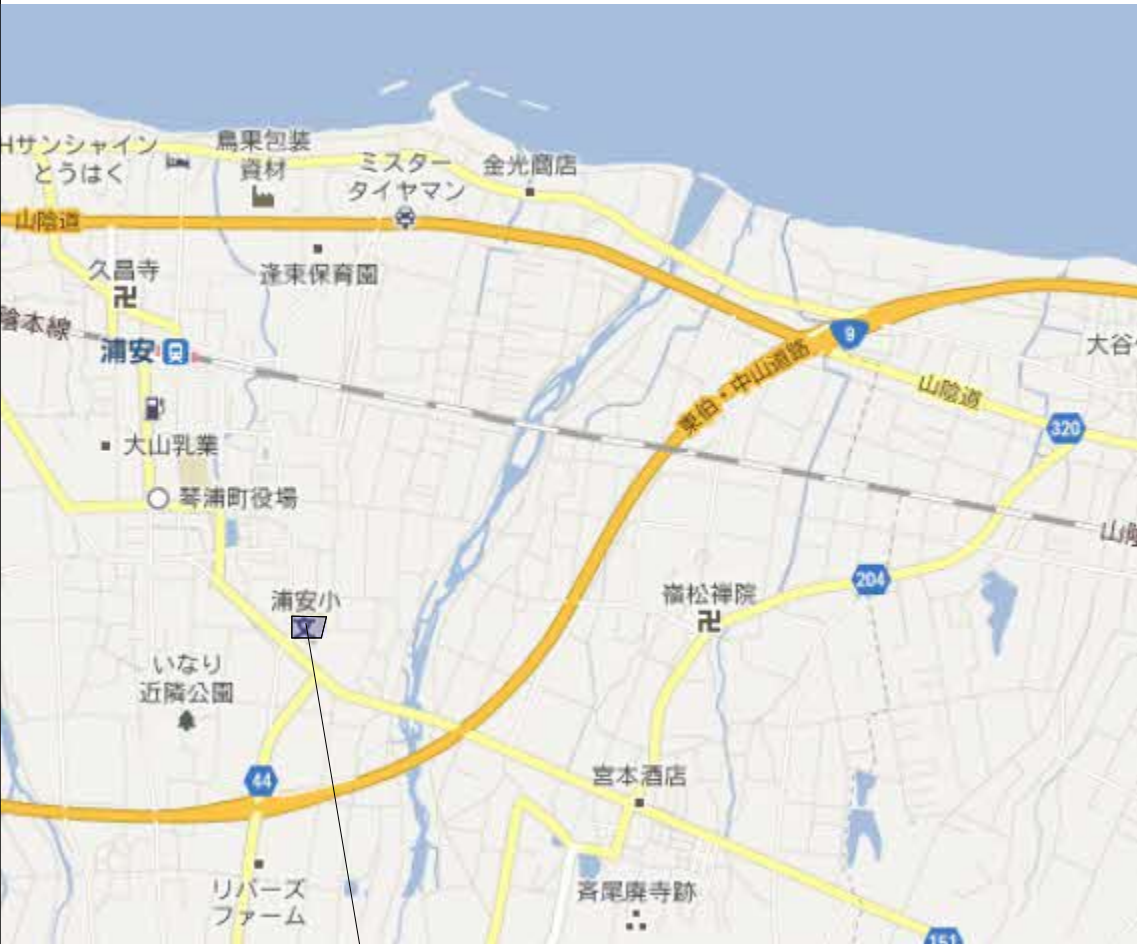 Hサンシャイン
とうはく
鳥果包装
資材
ミスター
タイヤマン
金光商店
山陰道
逢束保育園
久昌寺
陰本線
浦安
9
大谷
東伯・中山道路
山陰道
320
大山乳業
琴浦町役場
山陰
204
嶺松禅院
浦安小
文
いなり
近隣公園
44
宮本酒店
リバーズ
ファーム
斉尾廃寺跡
151